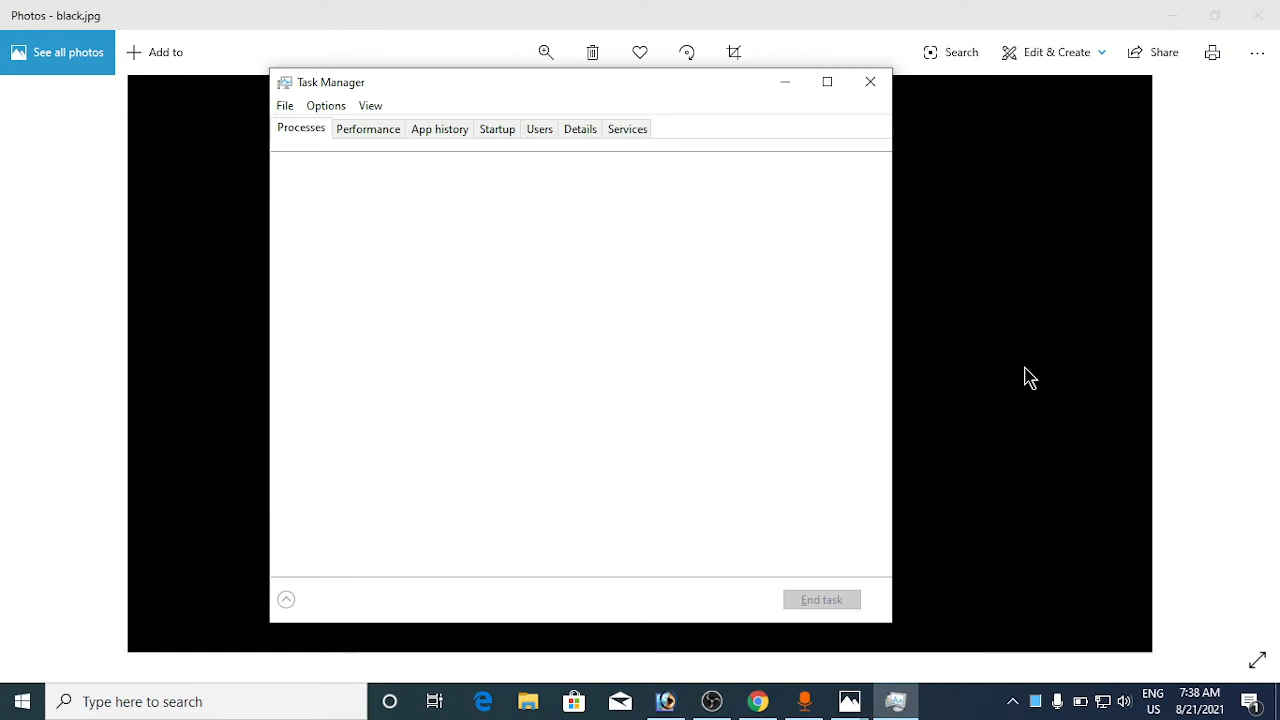 Photos - black.jpg
See all photos
Add to
Search
Edit & Create
Share
Task Manager
File Options View
Processes Performance App history Startup Users Details Services
End task
Type here to search
ENG 7:38 AM
US 8/21/2021
1